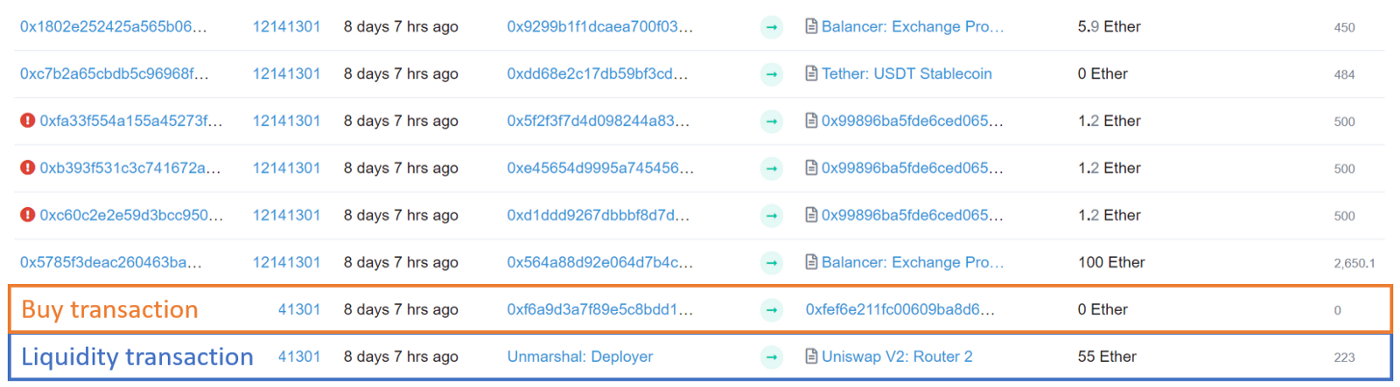 0x1802e252425a565b06... 12141301 8 days 7 hrs ago 0x9299b1f1dcaea700f03... Balancer: Exchange Pro... 5.9 Ether 450
0xc7b2a65cbdb5c96968f... 12141301 8 days 7 hrs ago 0xdd68e2c17db59bf3cd... Tether: USDT Stablecoin 0 Ether 484
0xfa33f554a155a45273f... 12141301 8 days 7 hrs ago 0x5f2f3f7d4d098244a83... 0x99896ba5fde6ced065... 1.2 Ether 500
0xb393f531c3c741672a... 12141301 8 days 7 hrs ago 0xe45654d9995a745456... 0x99896ba5fde6ced065... 1.2 Ether 500
0xc60c2e2e59d3bcc950... 12141301 8 days 7 hrs ago 0xd1ddd9267dbbbf8d7d... 0x99896ba5fde6ced065... 1.2 Ether 500
0x5785f3deac260463ba... 12141301 8 days 7 hrs ago 0x564a88d92e064d7b4c... Balancer: Exchange Pro... 100 Ether 2,650.1
Buy transaction 41301 8 days 7 hrs ago 0xf6a9d3a7f89e5c8bdd1... 0xfef6e211fc00609ba8d6... 0 Ether 0
Liquidity transaction 41301 8 days 7 hrs ago Unmarshal: Deployer Uniswap V2: Router 2 55 Ether 223